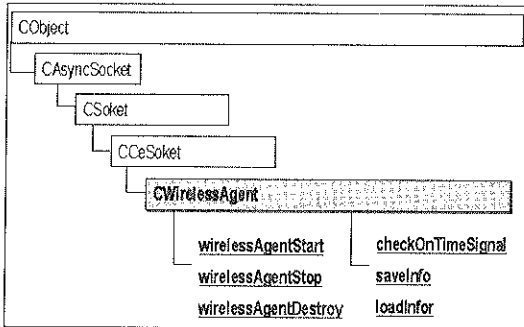 CObject
CAsyncSocket
CSoket
CCeSoket
CWirelessAgent
wirelessAgentStart checkOnTimeSignal
wirelessAgentStop saveInfo
wirelessAgentDestroy loadInfor